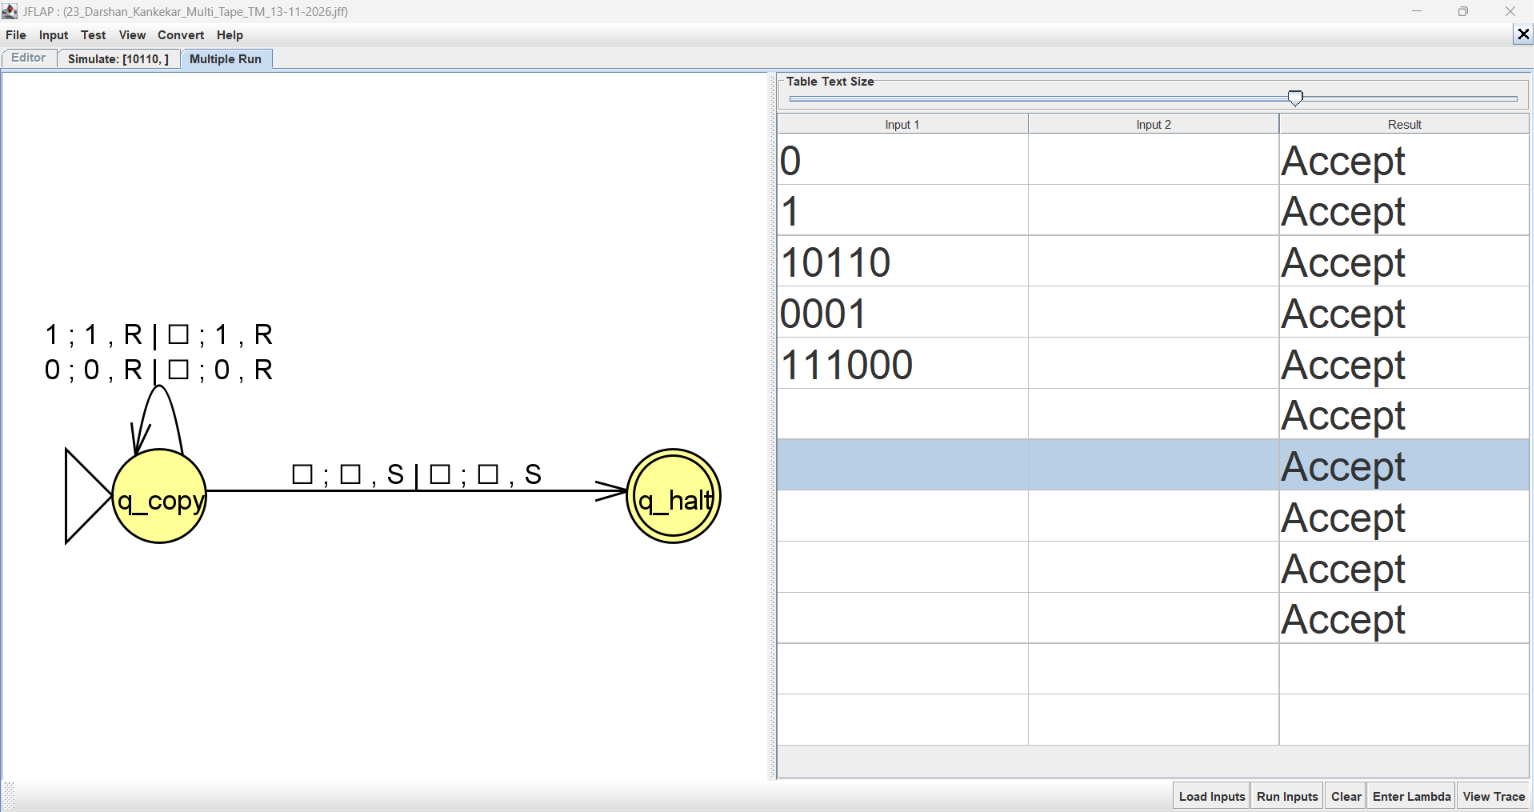 JFLAP : (23_Darshan_Kankekar_Multi_Tape_TM_13-11-2026.jff)
File Input Test View Convert Help
Editor Simulate: [10110, ] Multiple Run
Table Text Size
Input 1 Input 2 Result
0 Accept
1 Accept
10110 Accept
0001 Accept
111000 Accept
Accept
Accept
Accept
Accept
Accept
1 ; 1 , R | □ ; 1 , R
0 ; 0 , R | □ ; 0 , R
□ ; □ , S | □ ; □ , S
q_copy
q_halt
Load Inputs Run Inputs Clear Enter Lambda View Trace